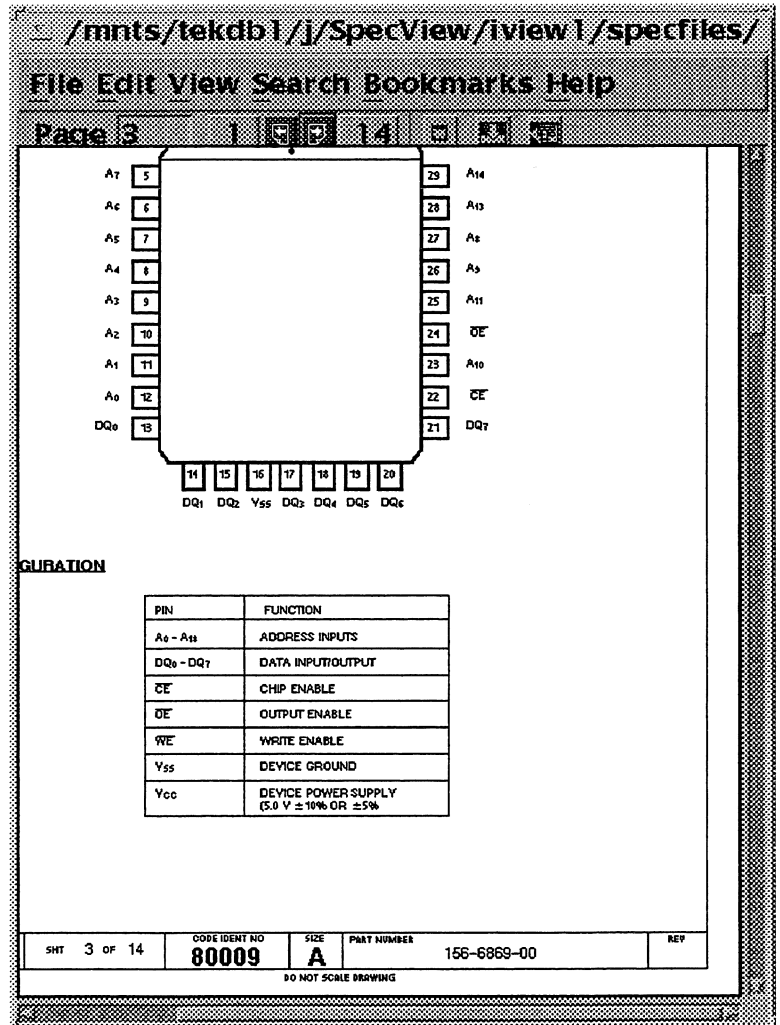 /mnts/tekdb1/j/SpecView/iview1/specfiles/
File Edit View Search Bookmarks Help
Page 3 1 14
A7 5 29 A14
A6 6 28 A13
A5 7 27 A8
A4 8 26 A9
A3 9 25 A11
A2 10 24 OE
A1 11 23 A10
A0 12 22 CE
DQ0 13 21 DQ7
14 15 16 17 18 19 20
DQ1 DQ2 VSS DQ3 DQ4 DQ5 DQ6
GURATION
PIN FUNCTION
A0 - A18 ADDRESS INPUTS
DQ0 - DQ7 DATA INPUT/OUTPUT
CE CHIP ENABLE
OE OUTPUT ENABLE
WE WRITE ENABLE
VSS DEVICE GROUND
VCC DEVICE POWER SUPPLY
(5.0 V ±10% OR ±5%
SHT 3 OF 14 CODE IDENT NO 80009 SIZE A PART NUMBER 156-6869-00 REV
DO NOT SCALE DRAWING